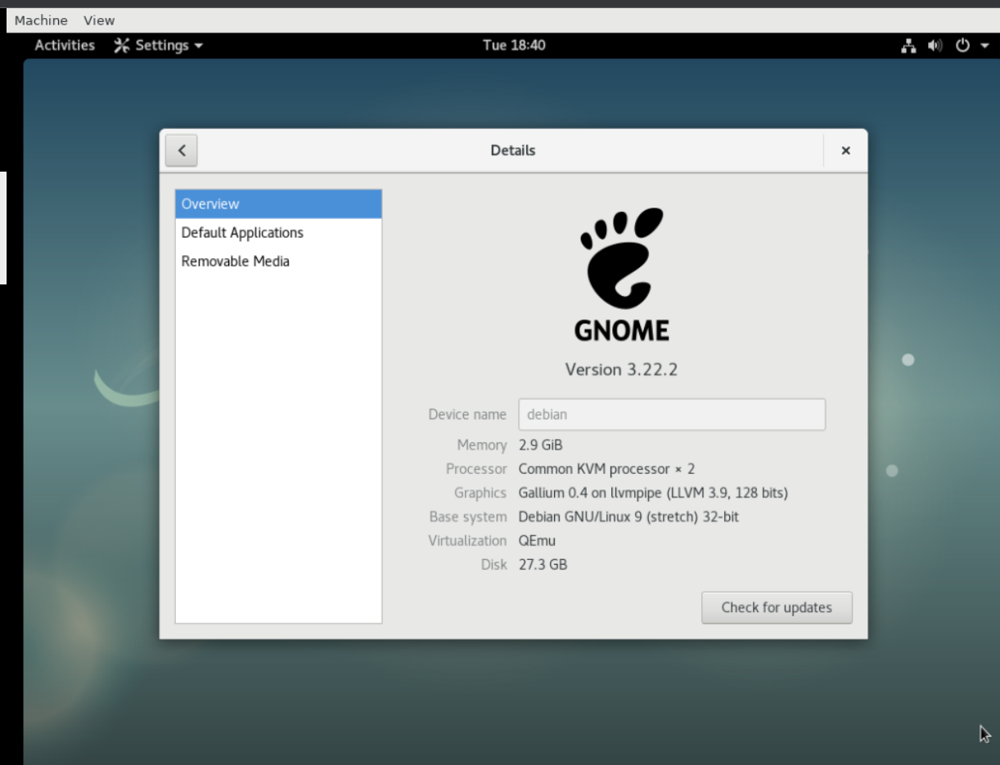 Machine View
Activities Settings Tue 18:40
Details
Overview
Default Applications
Removable Media
GNOME
Version 3.22.2
Device name debian
Memory 2.9 GiB
Processor Common KVM processor × 2
Graphics Gallium 0.4 on llvmpipe (LLVM 3.9, 128 bits)
Base system Debian GNU/Linux 9 (stretch) 32-bit
Virtualization QEmu
Disk 27.3 GB
Check for updates